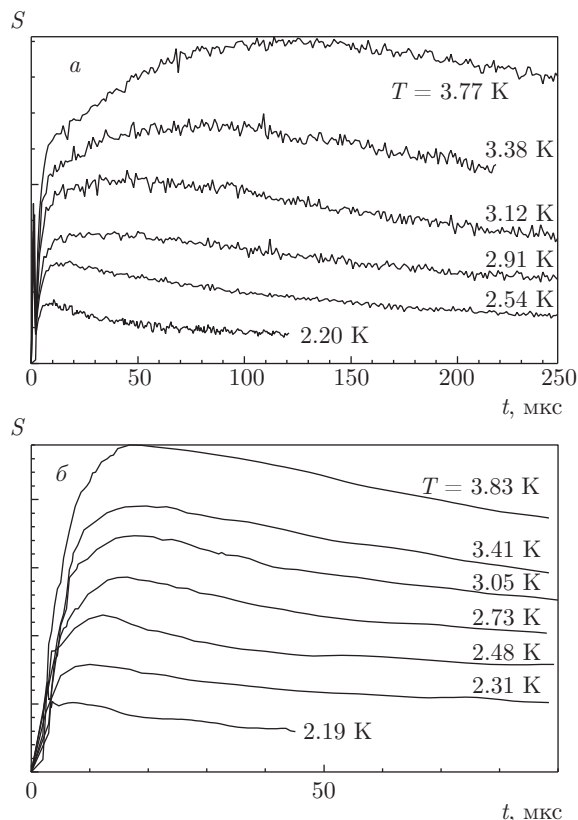 S
а
T = 3.77 K
3.38 K
3.12 K
2.91 K
2.54 K
2.20 K
0 50 100 150 200 250
t, мкс
S
б
T = 3.83 K
3.41 K
3.05 K
2.73 K
2.48 K
2.31 K
2.19 K
0 50
t, мкс